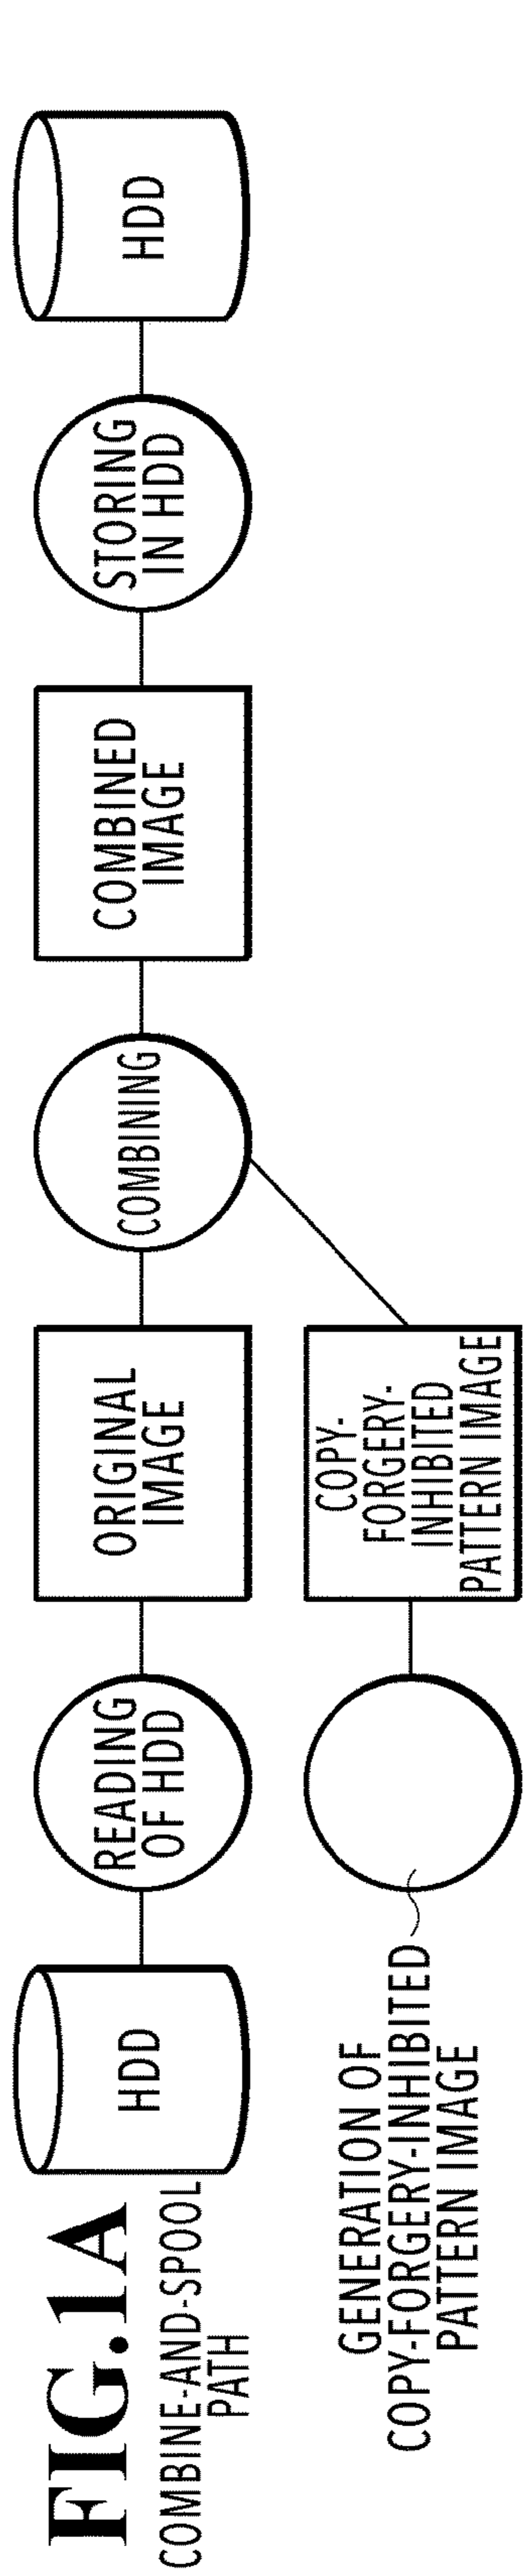 FIG.1A
COMBINE-AND-SPOOL
PATH
HDD
READING
OF HDD
ORIGINAL
IMAGE
COMBINING
COMBINED
IMAGE
STORING
IN HDD
HDD
GENERATION OF
COPY-FORGERY-INHIBITED
PATTERN IMAGE
COPY-
FORGERY-
INHIBITED
PATTERN IMAGE